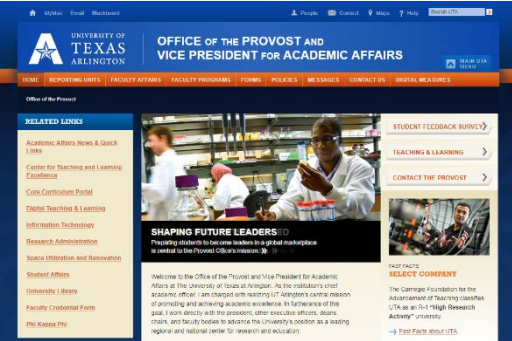 MyMav Email Blackboard People Contact Maps ? Help Search UTA
UNIVERSITY OF
TEXAS
ARLINGTON
OFFICE OF THE PROVOST AND
VICE PRESIDENT FOR ACADEMIC AFFAIRS
MAIN UTA
MENU
HOME REPORTING UNITS FACULTY AFFAIRS FACULTY PROGRAMS FORMS POLICIES MESSAGES CONTACT US DIGITAL MEASURES
Office of the Provost
RELATED LINKS
Academic Affairs News & Quick
Links
Center for Teaching and Learning
Excellence
Core Curriculum Portal
Digital Teaching & Learning
Information Technology
Research Administration
Space Utilization and Renovation
Student Affairs
University Library
Faculty Credential Form
Phi Kappa Phi
SHAPING FUTURE LEADERS
Preparing students to become leaders in a global marketplace
is central to the Provost Office's mission. »
Welcome to the Office of the Provost and Vice President for Academic
Affairs at The University of Texas at Arlington. As the institution's chief
academic officer, I am charged with realizing UT Arlington's central mission
of promoting and achieving academic excellence. In furtherance of this
goal, I work directly with the president, other executive officers, deans,
chairs, and faculty bodies to advance the University's position as a leading
regional and national center for research and education.
STUDENT FEEDBACK SURVEY
TEACHING & LEARNING
CONTACT THE PROVOST
FAST FACTS
SELECT COMPANY
The Carnegie Foundation for the
Advancement of Teaching classifies
UTA as an R-1 "High Research
Activity" university.
→ Fast Facts about UTA